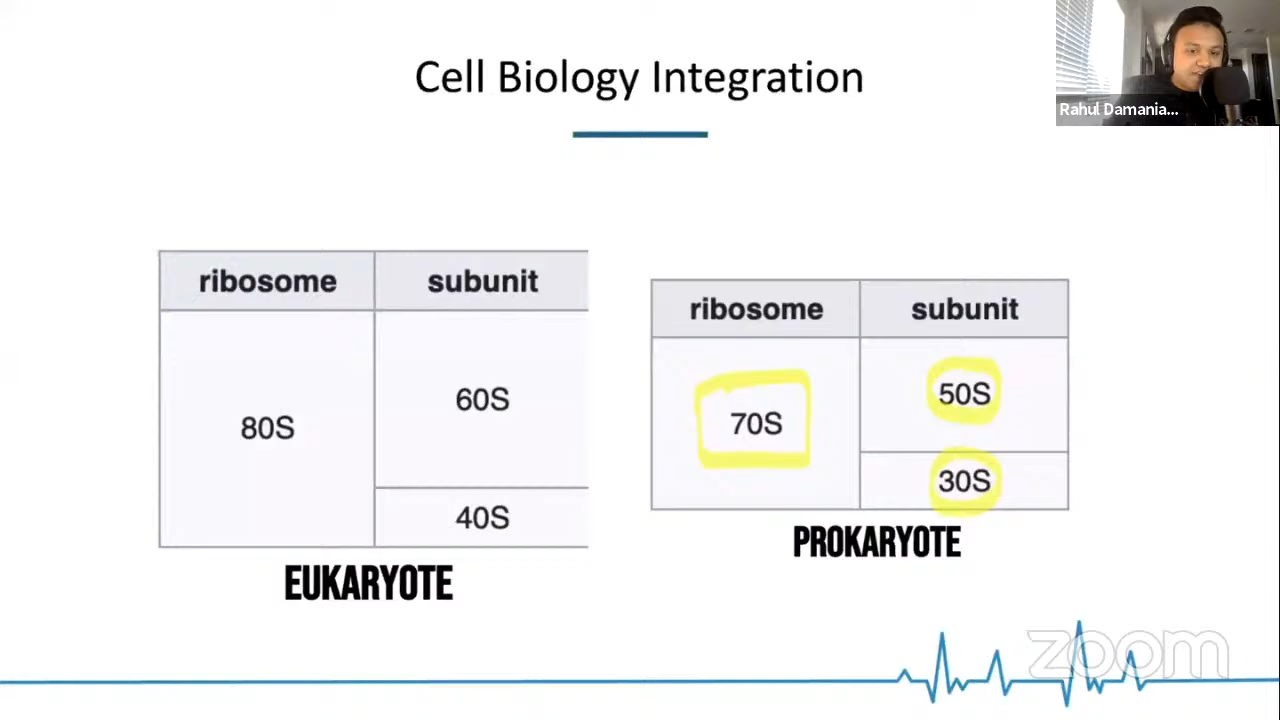 Cell Biology Integration
Rahul Damania...
ribosome subunit
80S
60S
40S
EUKARYOTE
ribosome subunit
70S
50S
30S
PROKARYOTE
zoom